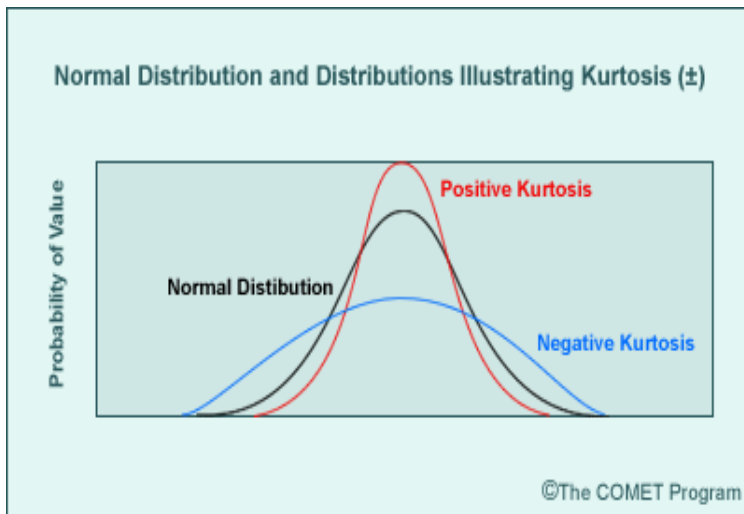 Normal Distribution and Distributions Illustrating Kurtosis (±)
Positive Kurtosis
Probability of Value
Normal Distibution
Negative Kurtosis
©The COMET Program